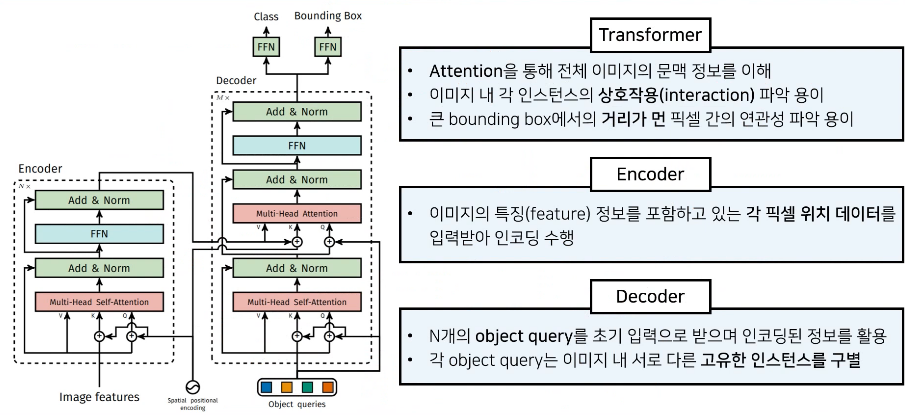 Class
Bounding Box
FFN
FFN
Decoder
M×
Add & Norm
FFN
Add & Norm
Multi-Head Attention
V
K
Q
Add & Norm
Multi-Head Self-Attention
V
K
Q
Encoder
N×
Add & Norm
FFN
Add & Norm
Multi-Head Self-Attention
V
K
Q
Image features
Spatial positional
encoding
Object queries
Transformer
• Attention을 통해 전체 이미지의 문맥 정보를 이해
• 이미지 내 각 인스턴스의 상호작용(interaction) 파악 용이
• 큰 bounding box에서의 거리가 먼 픽셀 간의 연관성 파악 용이
Encoder
• 이미지의 특징(feature) 정보를 포함하고 있는 각 픽셀 위치 데이터를
입력받아 인코딩 수행
Decoder
• N개의 object query를 초기 입력으로 받으며 인코딩된 정보를 활용
• 각 object query는 이미지 내 서로 다른 고유한 인스턴스를 구별